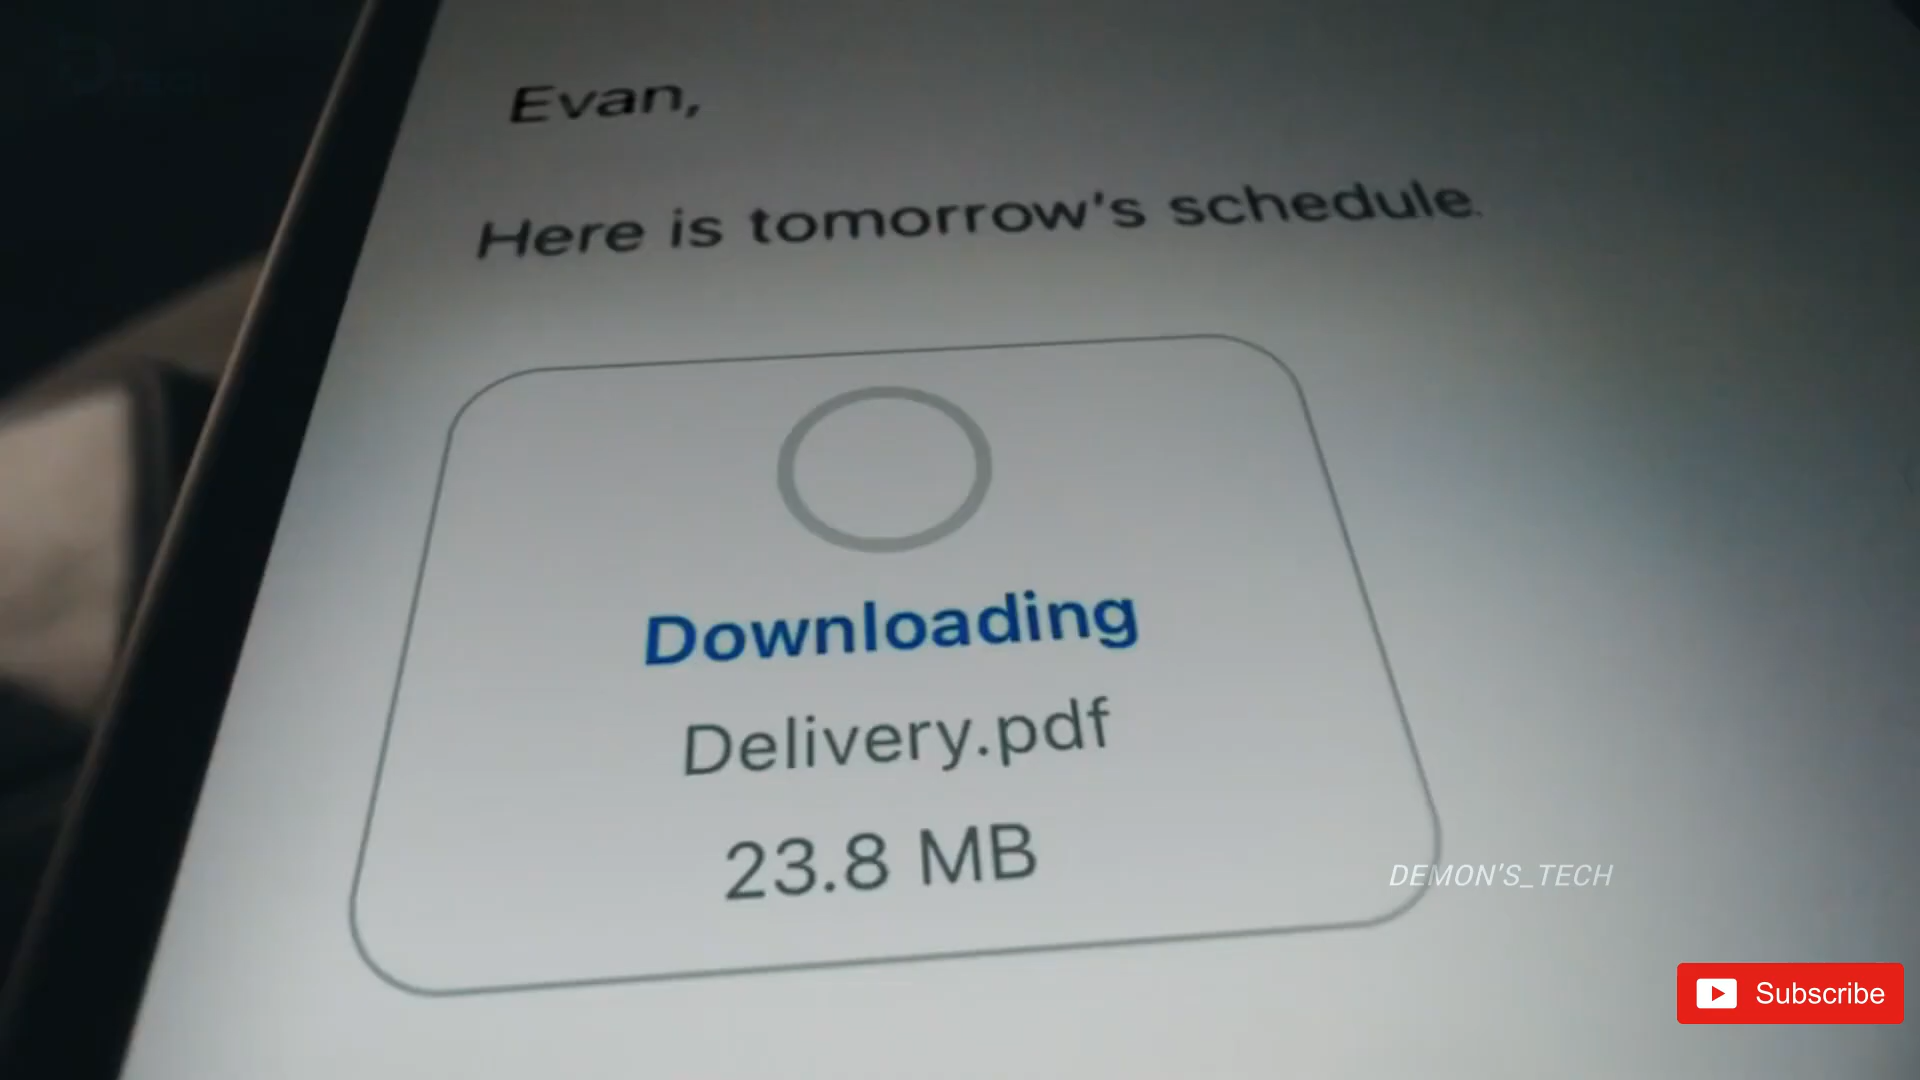 Evan,
Here is tomorrow's schedule.
Downloading
Delivery.pdf
23.8 MB
DEMON'S_TECH
Subscribe